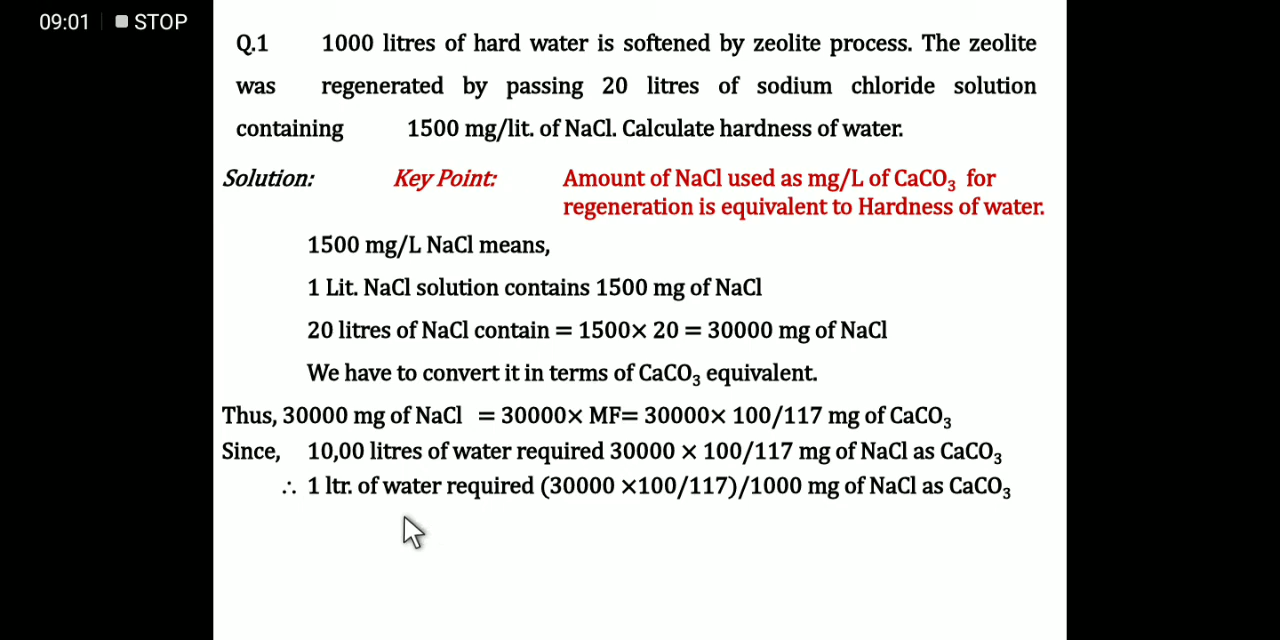 09:01 STOP
Q.1 1000 litres of hard water is softened by zeolite process. The zeolite
was regenerated by passing 20 litres of sodium chloride solution
containing 1500 mg/lit. of NaCl. Calculate hardness of water.
Solution: Key Point: Amount of NaCl used as mg/L of CaCO₃ for
regeneration is equivalent to Hardness of water.
1500 mg/L NaCl means,
1 Lit. NaCl solution contains 1500 mg of NaCl
20 litres of NaCl contain = 1500× 20 = 30000 mg of NaCl
We have to convert it in terms of CaCO₃ equivalent.
Thus, 30000 mg of NaCl = 30000× MF= 30000× 100/117 mg of CaCO₃
Since, 10,00 litres of water required 30000 × 100/117 mg of NaCl as CaCO₃
∴ 1 ltr. of water required (30000 ×100/117)/1000 mg of NaCl as CaCO₃